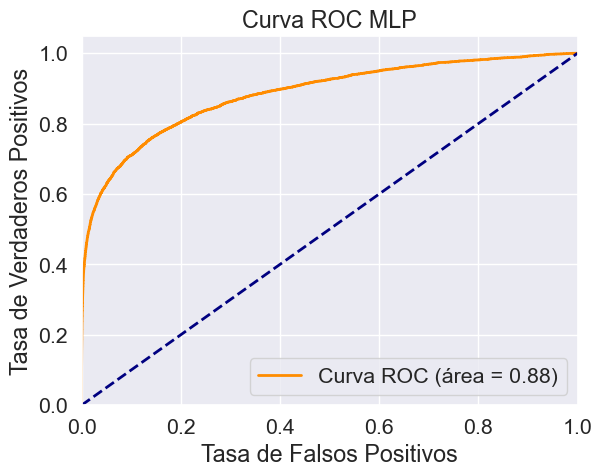 Curva ROC MLP
Tasa de Verdaderos Positivos
1.0
0.8
0.6
0.4
0.2
0.0
0.0 0.2 0.4 0.6 0.8 1.0
Curva ROC (área = 0.88)
Tasa de Falsos Positivos